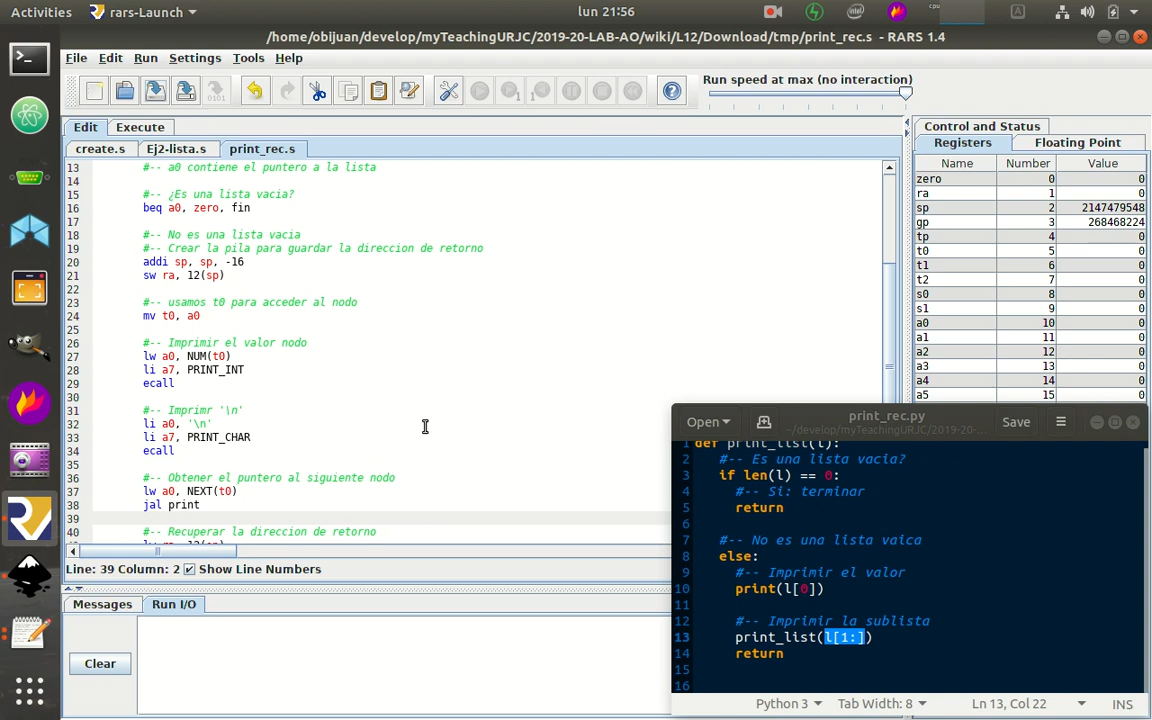 Activities
rars-Launch
lun 21:56
cpu
A
/home/obijuan/develop/myTeachingURJC/2019-20-LAB-AO/wiki/L12/Download/tmp/print_rec.s - RARS 1.4
File Edit Run Settings Tools Help
Run speed at max (no interaction)
Edit Execute
create.s Ej2-lista.s print_rec.s
13 #-- a0 contiene el puntero a la lista
14
15 #-- ¿Es una lista vacia?
16 beq a0, zero, fin
17
18 #-- No es una lista vacia
19 #-- Crear la pila para guardar la direccion de retorno
20 addi sp, sp, -16
21 sw ra, 12(sp)
22
23 #-- usamos t0 para acceder al nodo
24 mv t0, a0
25
26 #-- Imprimir el valor nodo
27 lw a0, NUM(t0)
28 li a7, PRINT_INT
29 ecall
30
31 #-- Imprimr '\n'
32 li a0, '\n'
33 li a7, PRINT_CHAR
34 ecall
35
36 #-- Obtener el puntero al siguiente nodo
37 lw a0, NEXT(t0)
38 jal print
39
40 #-- Recuperar la direccion de retorno
Line: 39 Column: 2 Show Line Numbers
Messages Run I/O
Clear
Control and Status
Registers Floating Point
Name Number Value
zero 0 0
ra 1 0
sp 2 2147479548
gp 3 268468224
tp 4 0
t0 5 0
t1 6 0
t2 7 0
s0 8 0
s1 9 0
a0 10 0
a1 11 0
a2 12 0
a3 13 0
a4 14 0
a5 15 0
Open
print_rec.py
~/develop/myTeachingURJC/2019-20-...
Save
1 def print_list(l):
2 #-- Es una lista vacia?
3 if len(l) == 0:
4 #-- Si: terminar
5 return
6
7 #-- No es una lista vaica
8 else:
9 #-- Imprimir el valor
10 print(l[0])
11
12 #-- Imprimir la sublista
13 print_list(l[1:])
14 return
15
16
Python 3 Tab Width: 8 Ln 13, Col 22 INS